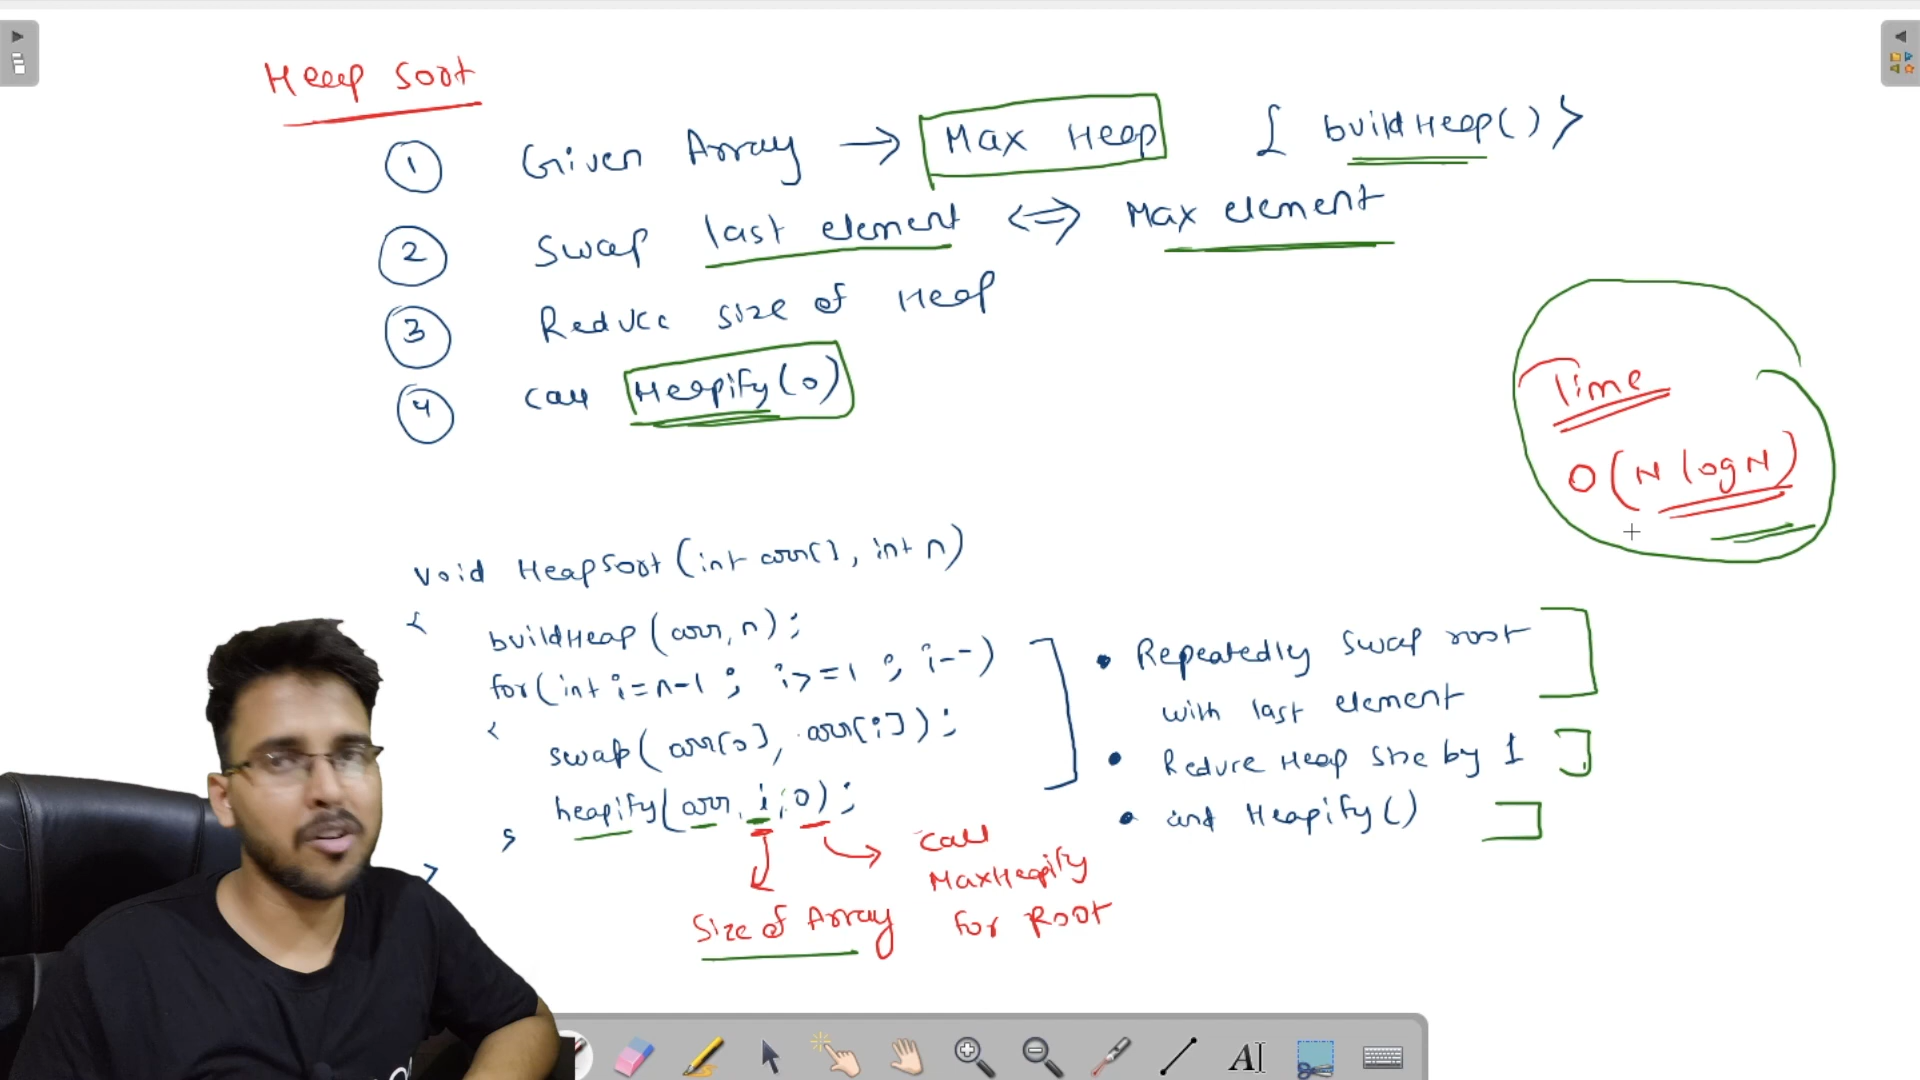 Heap Sort
1 Given Array → Max Heap { buildHeap() }
2 Swap last element ⇔ Max element
3 Reduce size of Heap
4 call Heapify(0)
Time
O(N log N)
void HeapSort(int arr[], int n)
{
buildHeap(arr, n);
for(int i=n-1; i>=1; i--)
{
swap(arr[0], arr[i]);
heapify(arr, i, 0);
}
}
• Repeatedly swap root
with last element
• Reduce Heap size by 1
• and Heapify()
Size of Array
Call
MaxHeapify
for Root
AI